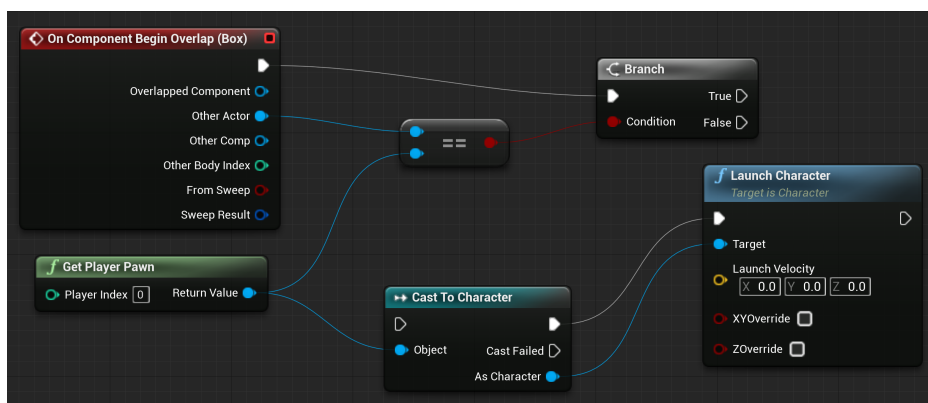 On Component Begin Overlap (Box)
Overlapped Component
Other Actor
Other Comp
Other Body Index
From Sweep
Sweep Result
Get Player Pawn
Player Index 0
Return Value
==
Branch
True
Condition
False
Cast To Character
Object
Cast Failed
As Character
f Launch Character
Target is Character
Target
Launch Velocity
X 0.0 Y 0.0 Z 0.0
XYOverride
ZOverride